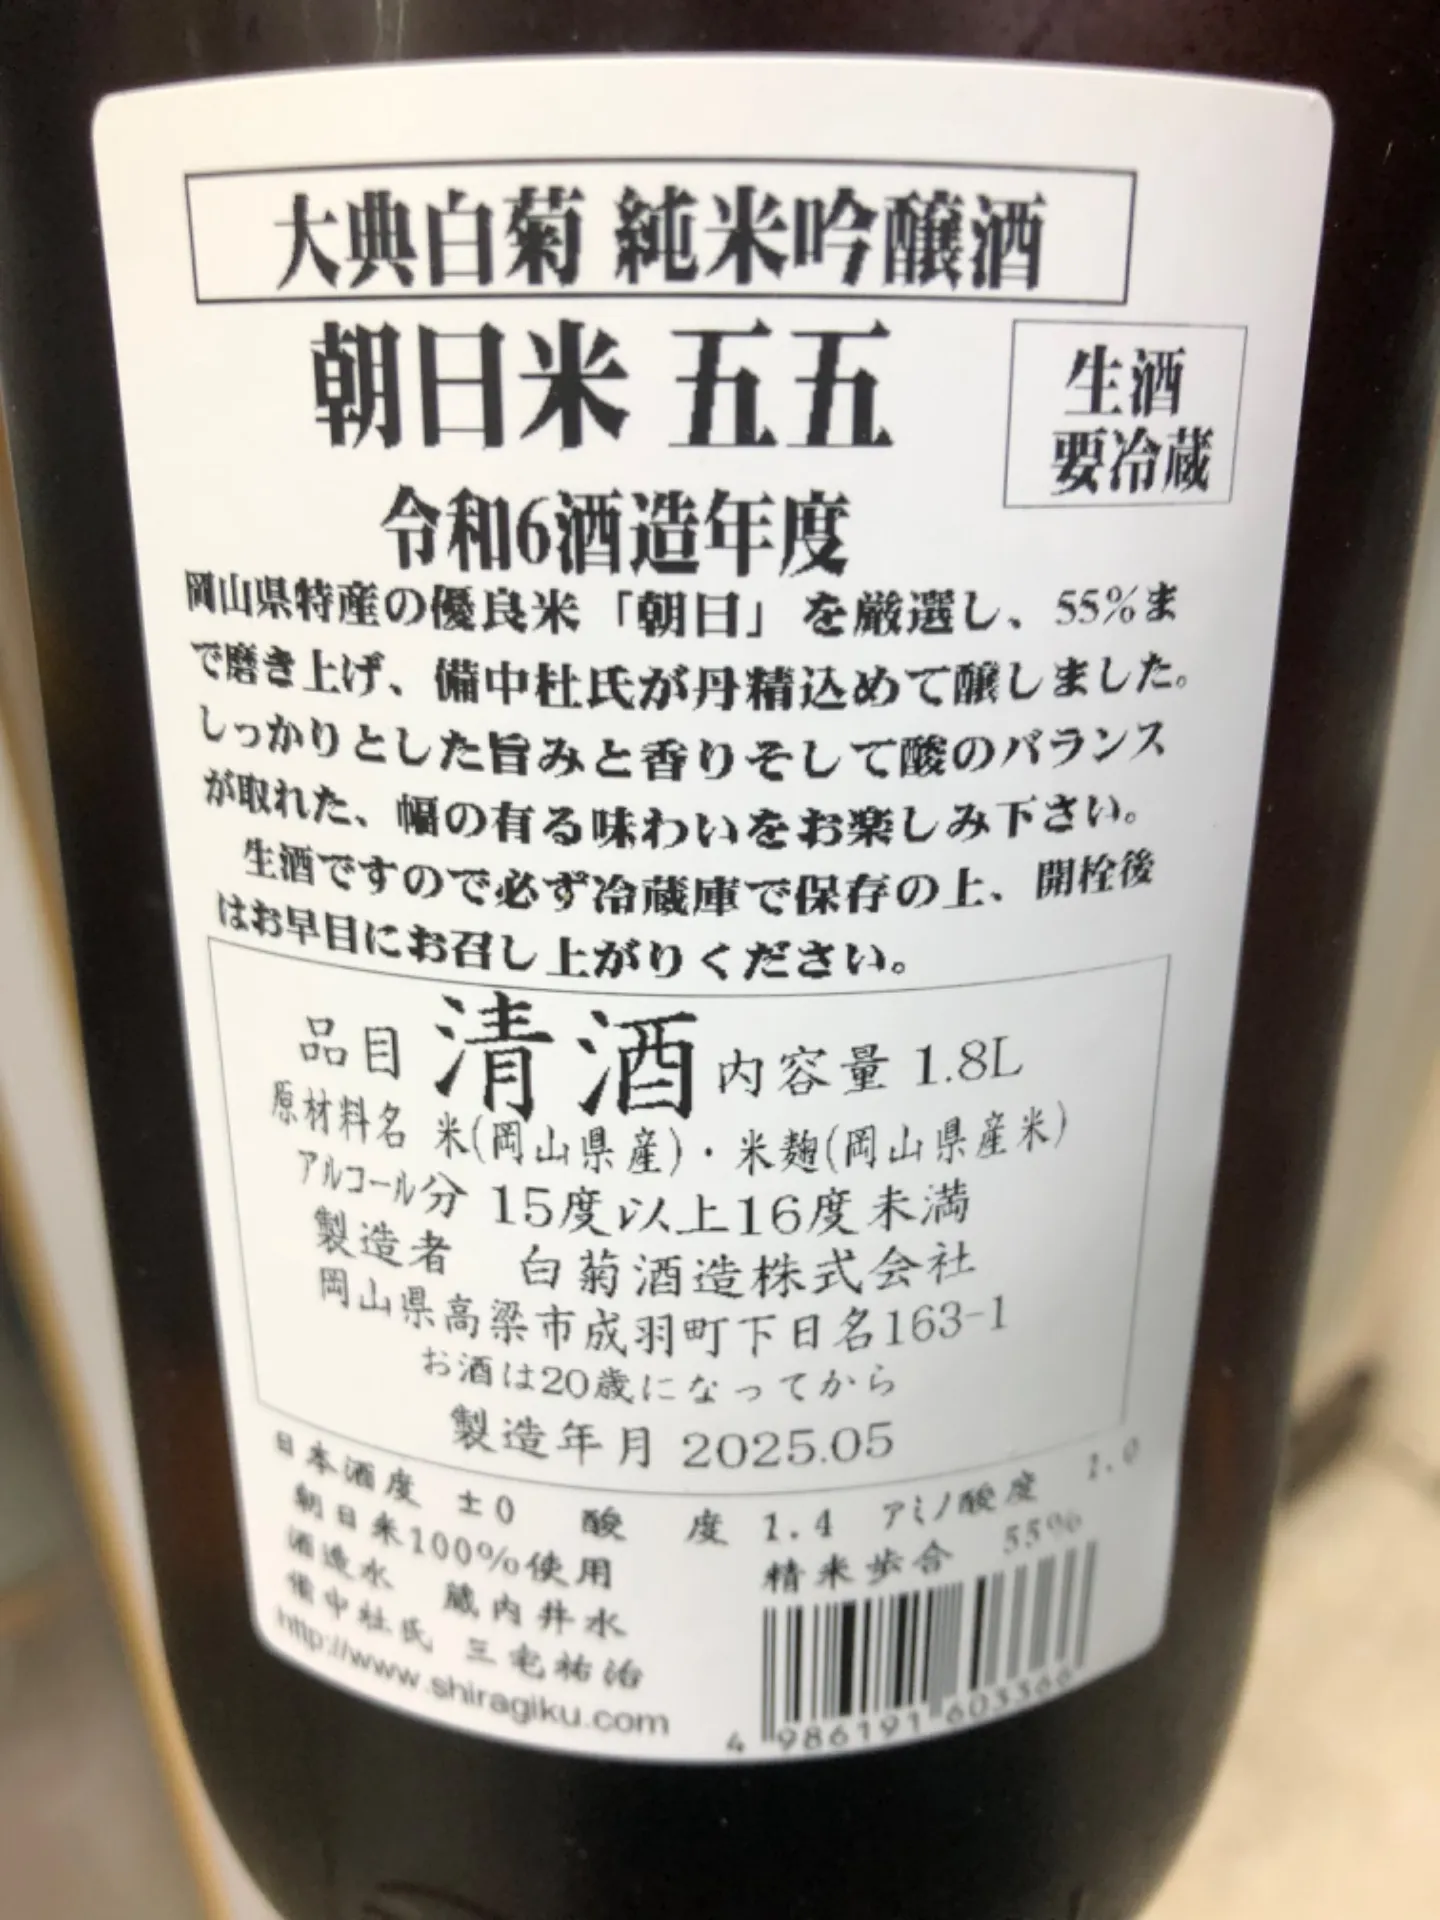 大典白菊 純米吟醸酒
朝日米 五五
生酒
要冷蔵
令和6酒造年度
岡山県特産の優良米「朝日」を厳選し、55%ま
で磨き上げ、備中杜氏が丹精込めて醸しました。
しっかりとした旨みと香りそして酸のバランス
が取れた、幅の有る味わいをお楽しみ下さい。
生酒ですので必ず冷蔵庫で保存の上、開栓後
はお早目にお召し上がりください。
品目 清酒 内容量 1.8L
原材料名 米(岡山県産)・米麹(岡山県産米)
アルコール分 15度以上16度未満
製造者 白菊酒造株式会社
岡山県高梁市成羽町下日名163-1
お酒は20歳になってから
製造年月 2025.05
日本酒度 ±0 酸度 1.4 アミノ酸度 1.0
朝日米100%使用 精米歩合 55%
酒造水 蔵内井水
備中杜氏 三宅祐治
http://www.shiragiku.com
4 986191 603366